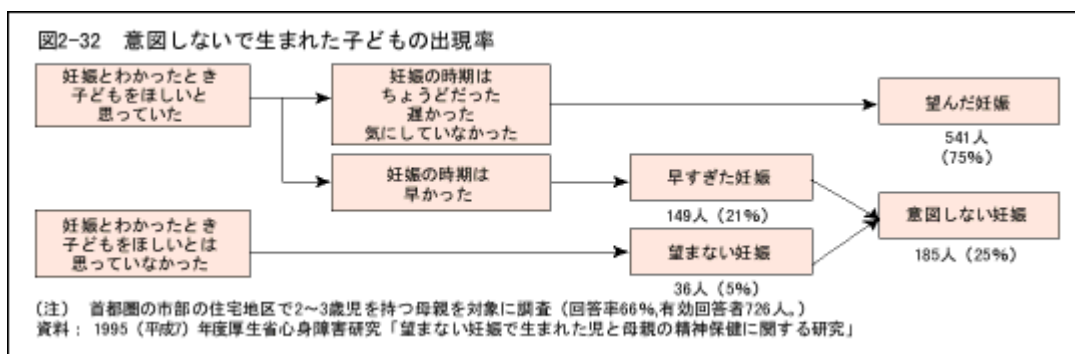 図2-32 意図しないで生まれた子どもの出現率
妊娠とわかったとき
子どもをほしいと
思っていた
妊娠の時期は
ちょうどだった
遅かった
気にしていなかった
望んだ妊娠
541人
(75%)
妊娠の時期は
早かった
早すぎた妊娠
149人 (21%)
意図しない妊娠
185人 (25%)
妊娠とわかったとき
子どもをほしいとは
思っていなかった
望まない妊娠
36人 (5%)
(注) 首都圏の市部の住宅地区で2〜3歳児を持つ母親を対象に調査 (回答率66%,有効回答者726人。)
資料: 1995 (平成7) 年度厚生省心身障害研究「望まない妊娠で生まれた児と母親の精神保健に関する研究」